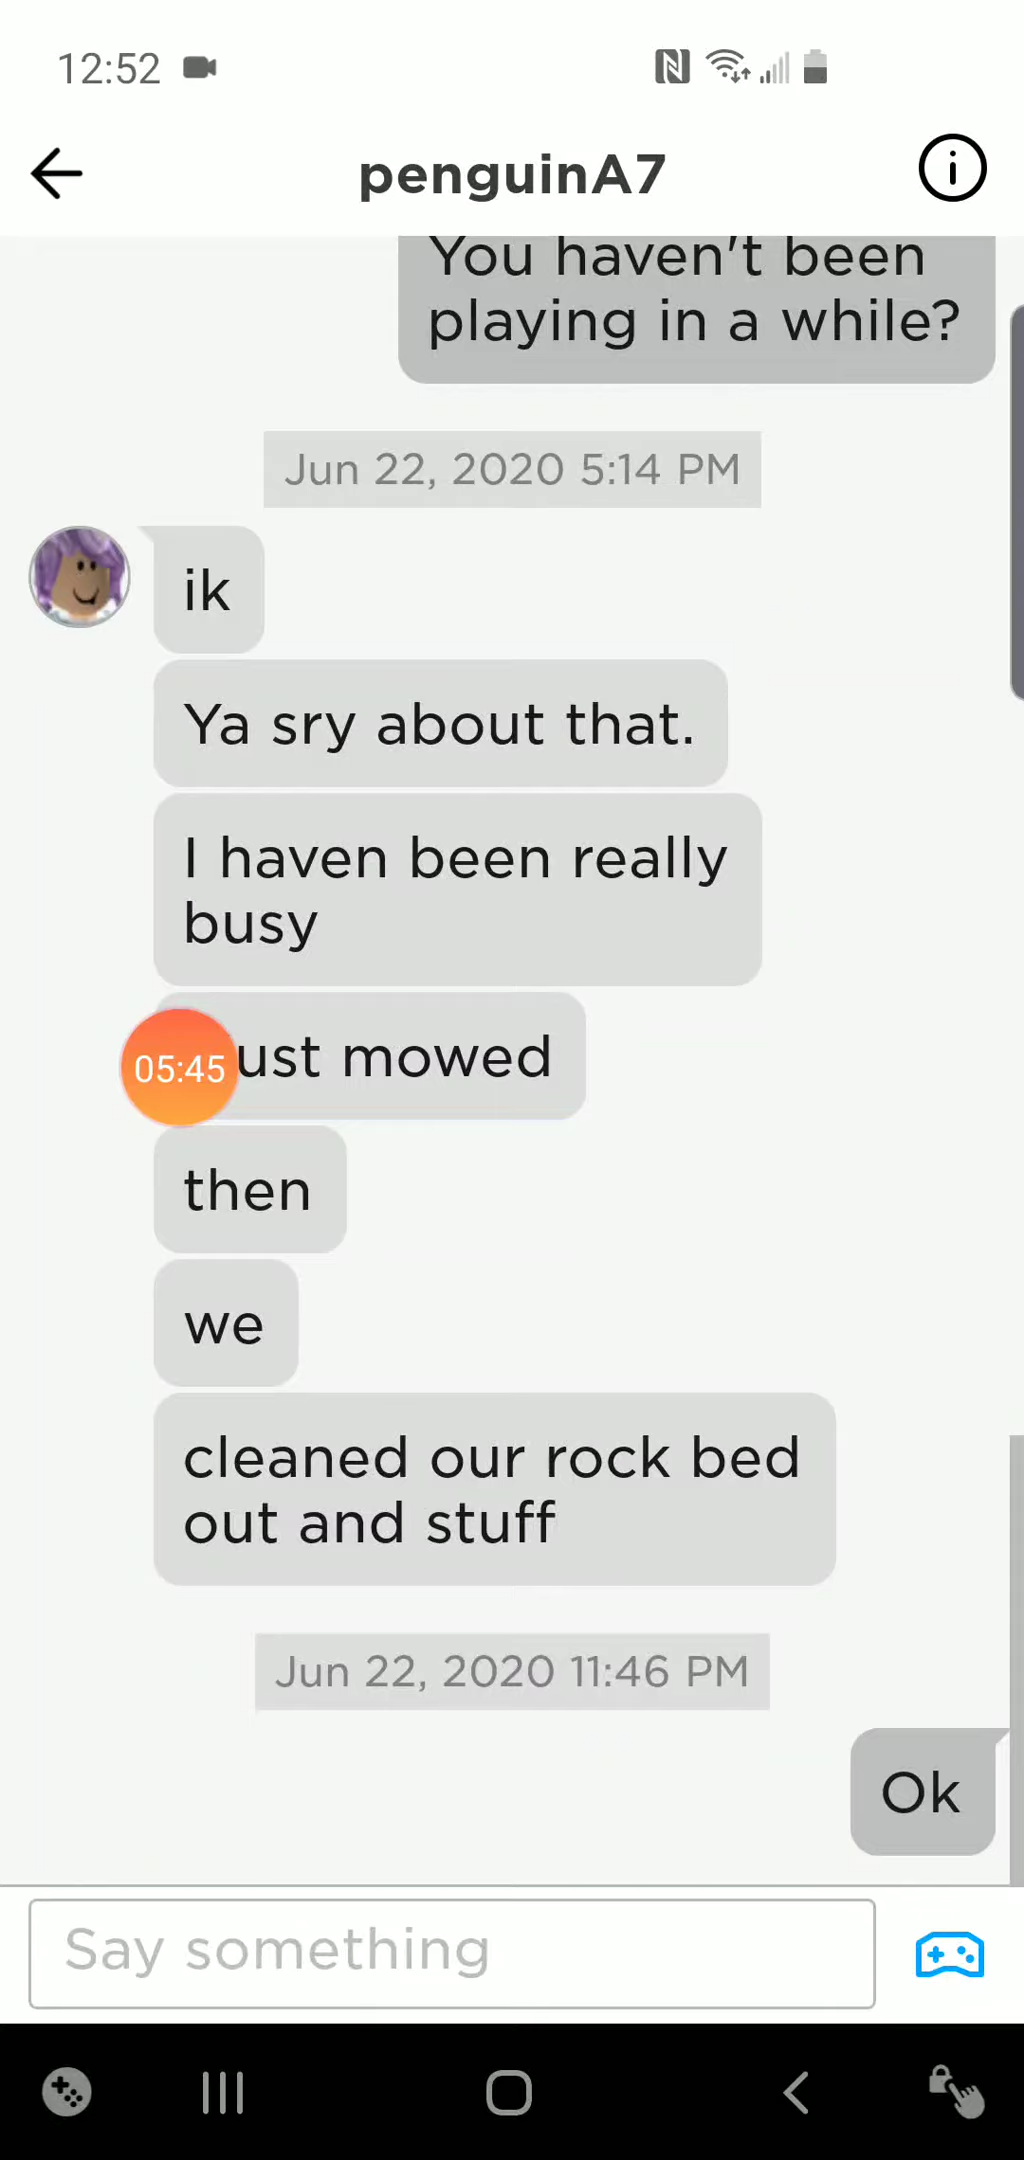 12:52
penguinA7
You haven't been
playing in a while?
Jun 22, 2020 5:14 PM
ik
Ya sry about that.
I haven been really
busy
05:45
ust mowed
then
we
cleaned our rock bed
out and stuff
Jun 22, 2020 11:46 PM
Ok
Say something